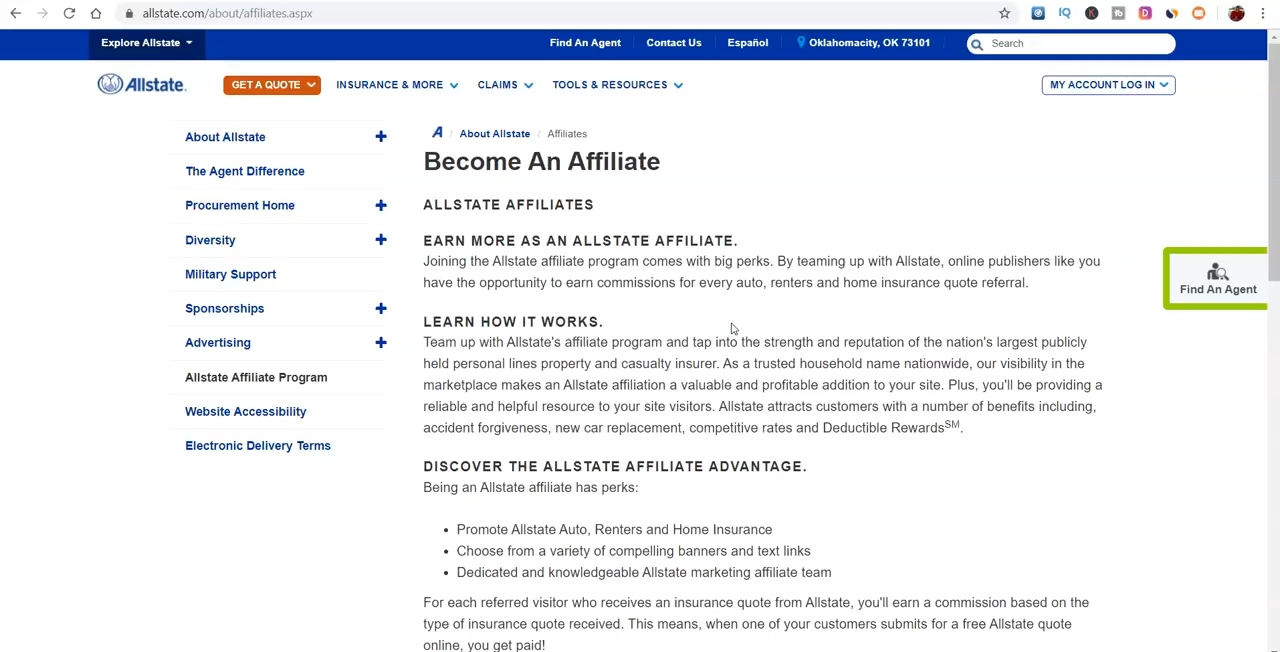 allstate.com/about/affiliates.aspx
Explore Allstate
Find An Agent
Contact Us
Español
Oklahomacity, OK 73101
Search
Allstate.
GET A QUOTE
INSURANCE & MORE
CLAIMS
TOOLS & RESOURCES
MY ACCOUNT LOG IN
About Allstate
The Agent Difference
Procurement Home
Diversity
Military Support
Sponsorships
Advertising
Allstate Affiliate Program
Website Accessibility
Electronic Delivery Terms
A / About Allstate / Affiliates
Become An Affiliate
ALLSTATE AFFILIATES
EARN MORE AS AN ALLSTATE AFFILIATE.
Joining the Allstate affiliate program comes with big perks. By teaming up with Allstate, online publishers like you
have the opportunity to earn commissions for every auto, renters and home insurance quote referral.
LEARN HOW IT WORKS.
Team up with Allstate's affiliate program and tap into the strength and reputation of the nation's largest publicly
held personal lines property and casualty insurer. As a trusted household name nationwide, our visibility in the
marketplace makes an Allstate affiliation a valuable and profitable addition to your site. Plus, you'll be providing a
reliable and helpful resource to your site visitors. Allstate attracts customers with a number of benefits including,
accident forgiveness, new car replacement, competitive rates and Deductible Rewards℠.
DISCOVER THE ALLSTATE AFFILIATE ADVANTAGE.
Being an Allstate affiliate has perks:
• Promote Allstate Auto, Renters and Home Insurance
• Choose from a variety of compelling banners and text links
• Dedicated and knowledgeable Allstate marketing affiliate team
For each referred visitor who receives an insurance quote from Allstate, you'll earn a commission based on the
type of insurance quote received. This means, when one of your customers submits for a free Allstate quote
online, you get paid!
Find An Agent